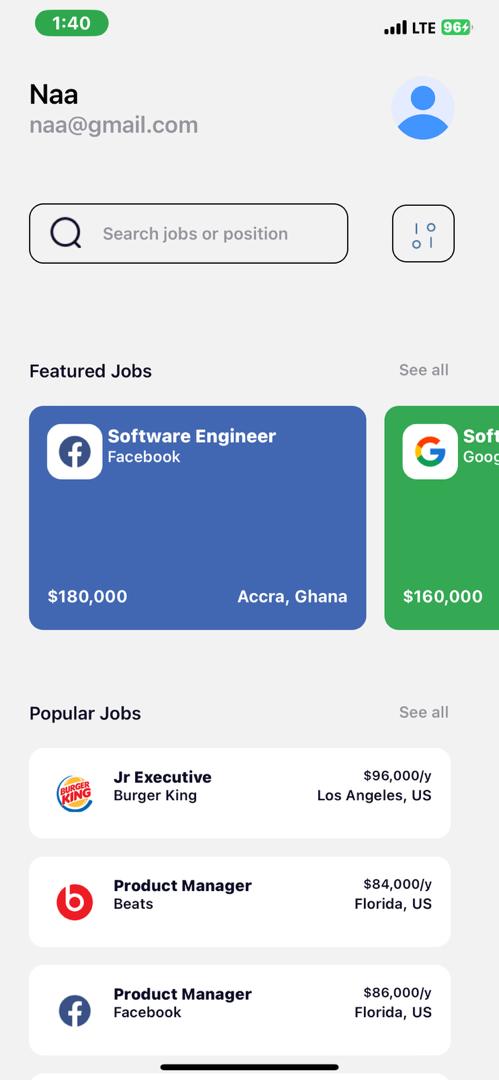 1:40
LTE 96
Naa
naa@gmail.com
Search jobs or position
Featured Jobs
See all
Software Engineer
Facebook
$180,000
Accra, Ghana
Soft
Goog
$160,000
Popular Jobs
See all
Jr Executive
$96,000/y
Burger King
Los Angeles, US
BURGER
KING
Product Manager
$84,000/y
Beats
Florida, US
Product Manager
$86,000/y
Facebook
Florida, US